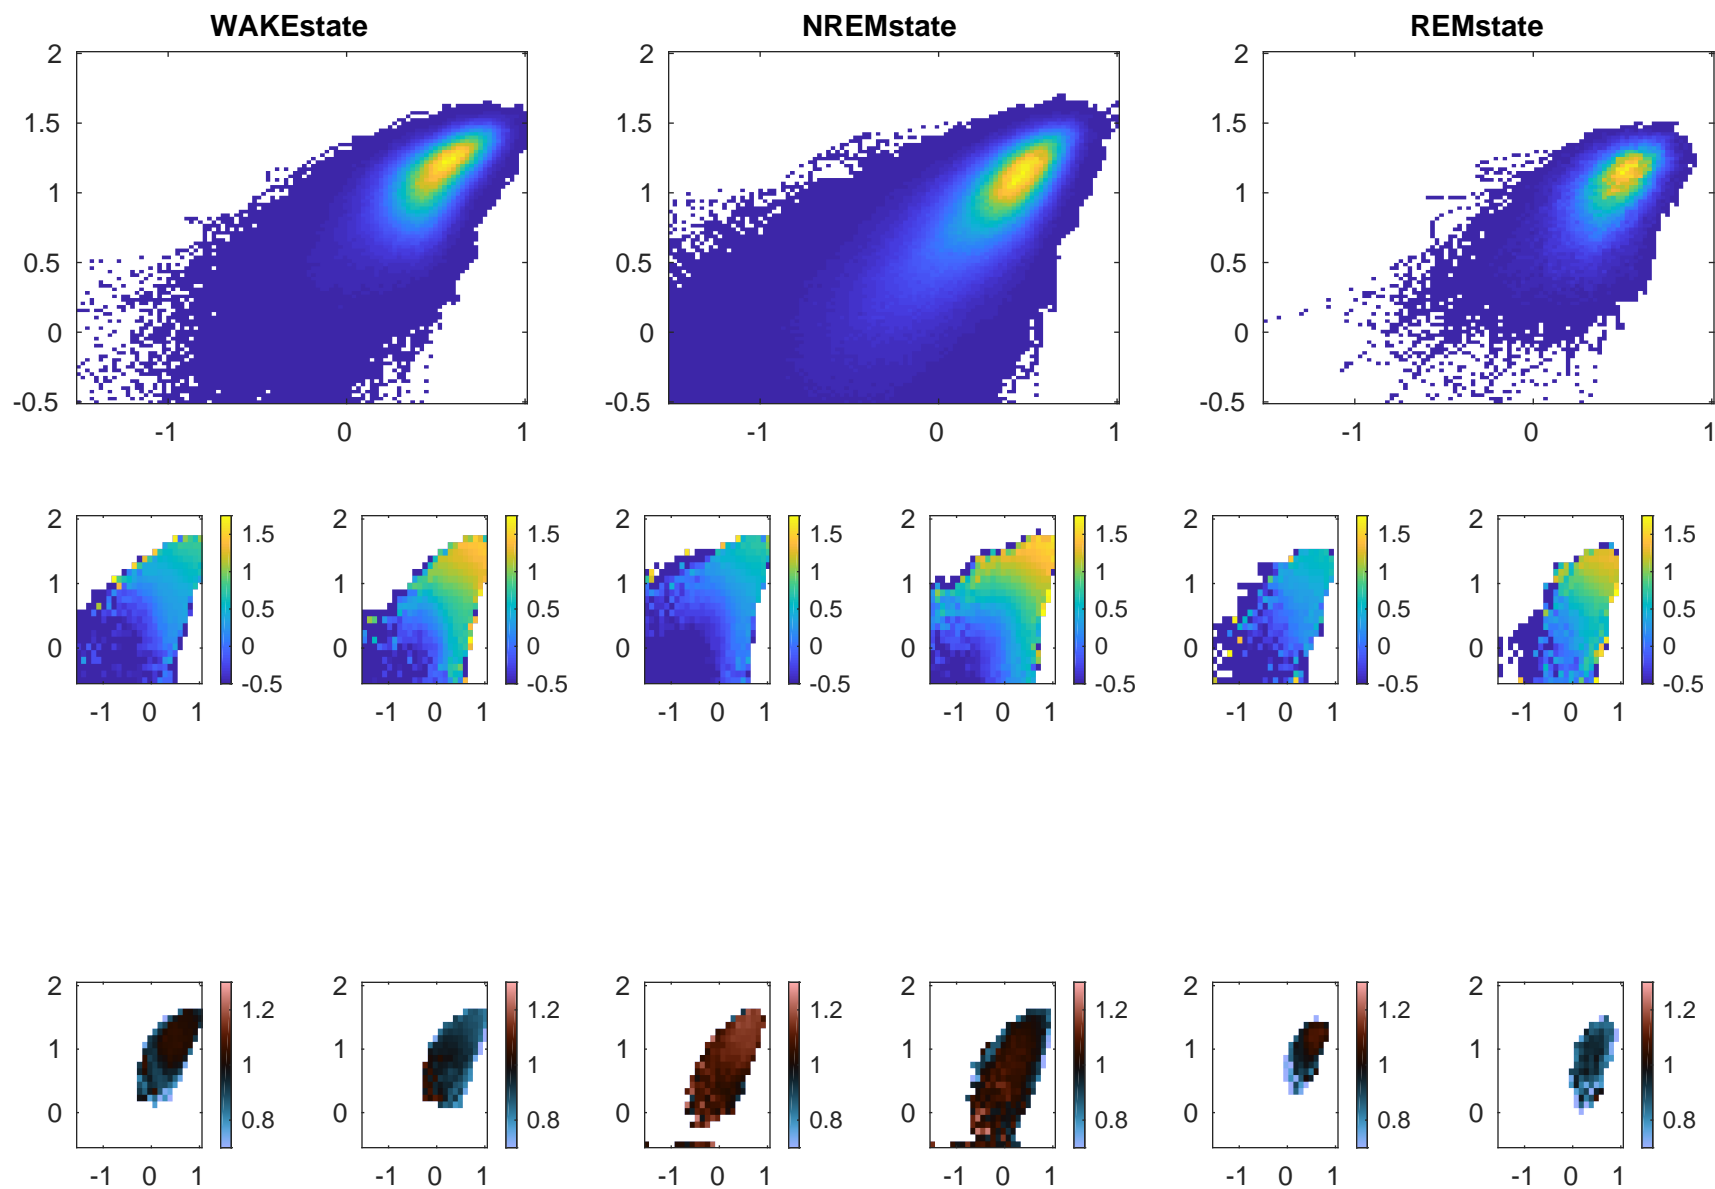 WAKEstate NREMstate REMstate
2 2 2
1.5 1.5 1.5
1 1 1
0.5 0.5 0.5
0 0 0
-0.5 -0.5 -0.5
-1 0 1 -1 0 1 -1 0 1
2 2 2 2 2 2
1.5 1.5 1.5 1.5 1.5 1.5
1 1 1 1 1 1 1 1 1 1 1 1
0.5 0.5 0.5 0.5 0.5 0.5
0 0 0 0 0 0 0 0 0 0 0 0
-0.5 -0.5 -0.5 -0.5 -0.5 -0.5
-1 0 1 -1 0 1 -1 0 1 -1 0 1 -1 0 1 -1 0 1
2 2 2 2 2 2
1.2 1.2 1.2 1.2 1.2 1.2
1 1 1 1 1 1 1 1 1 1 1 1
0 0.8 0 0.8 0 0.8 0 0.8 0 0.8 0 0.8
-1 0 1 -1 0 1 -1 0 1 -1 0 1 -1 0 1 -1 0 1